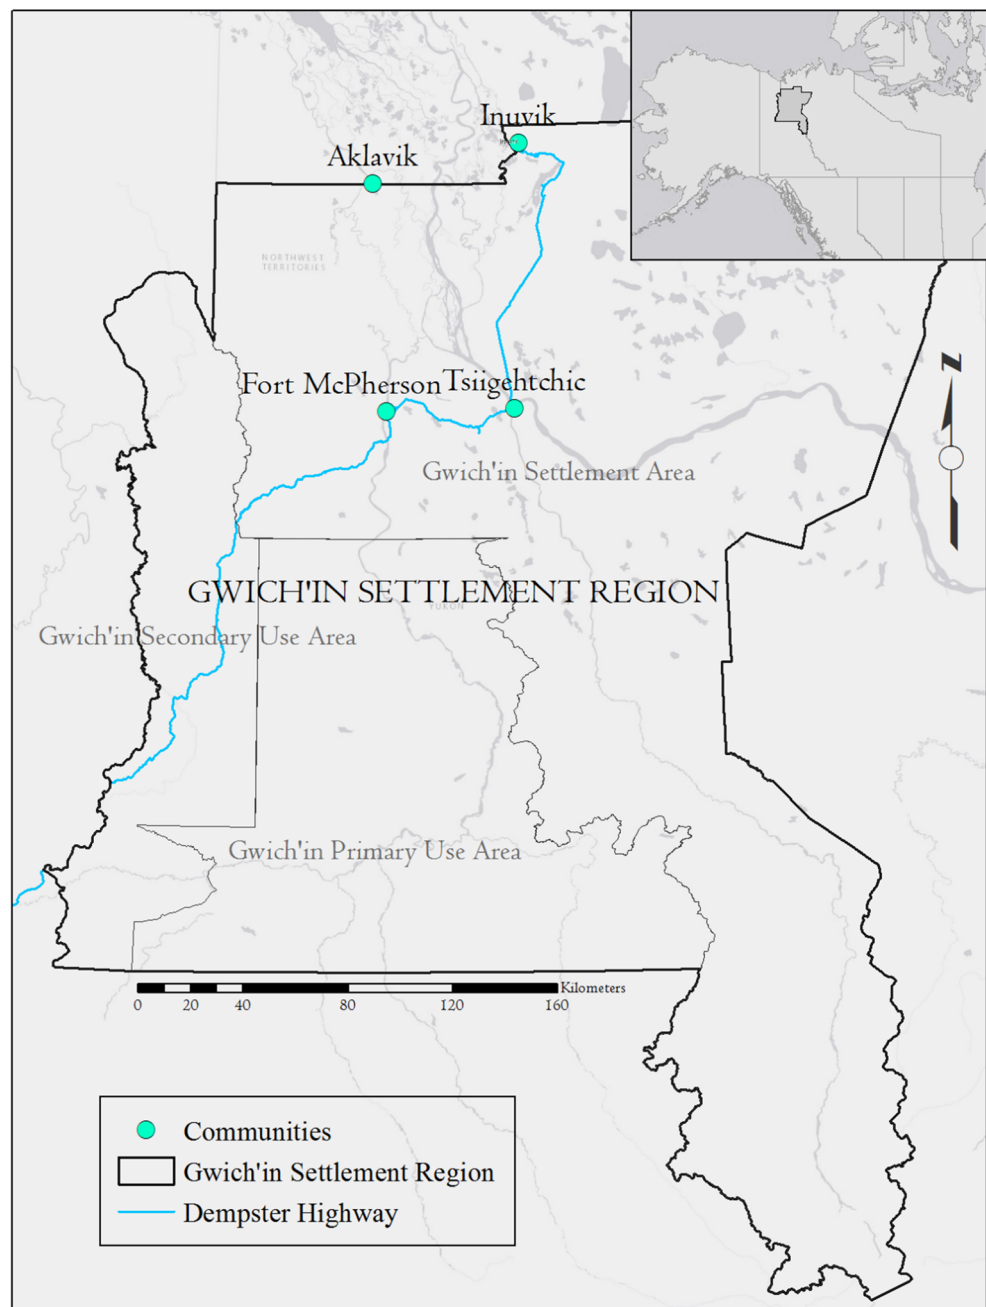 Inuvik
Aklavik
NORTHWEST
TERRITORIES
Fort McPherson
Tsiigehtchic
Gwich'in Settlement Area
N
GWICH'IN SETTLEMENT REGION
YUKON
Gwich'in Secondary Use Area
Gwich'in Primary Use Area
Kilometers
0 20 40 80 120 160
Communities
Gwich'in Settlement Region
Dempster Highway